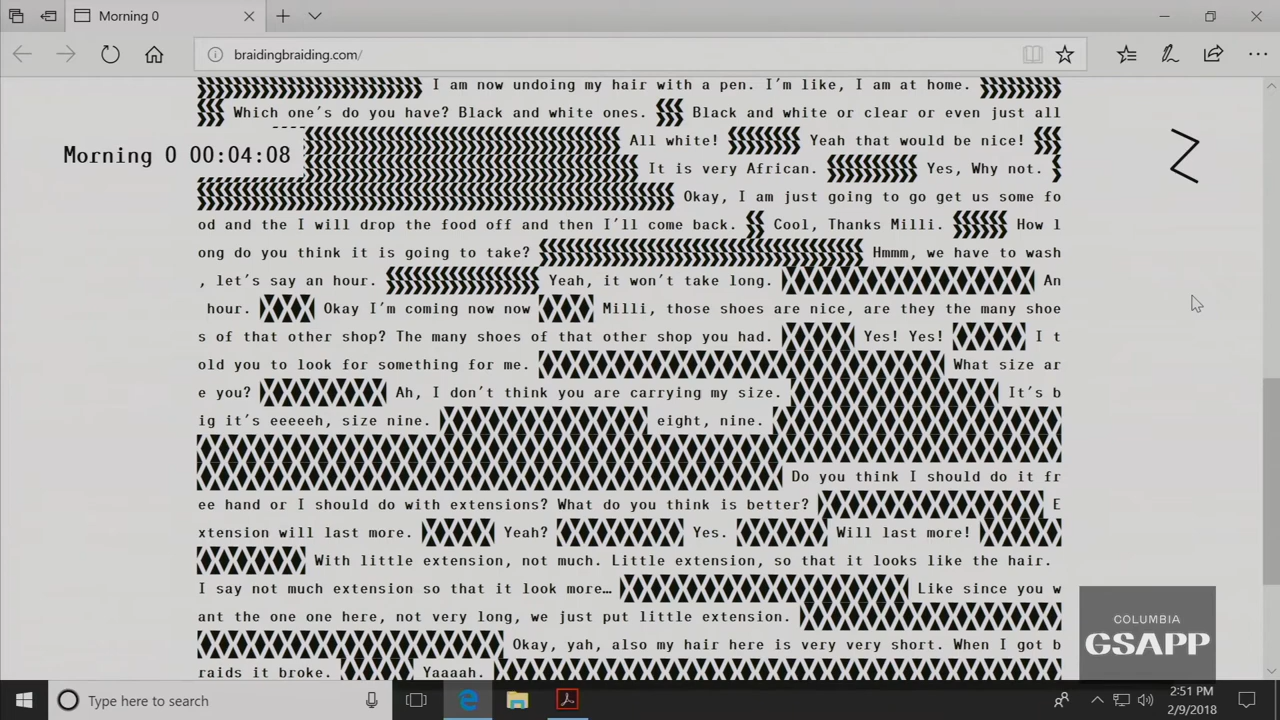 Morning 0
braidingbraiding.com/
I am now undoing my hair with a pen. I'm like, I am at home.
Which one's do you have? Black and white ones. Black and white or clear or even just all
All white! Yeah that would be nice!
Morning 0 00:04:08
It is very African. Yes, Why not.
Okay, I am just going to go get us some fo
od and the I will drop the food off and then I'll come back. Cool, Thanks Milli. How l
ong do you think it is going to take? Hmmm, we have to wash
, let's say an hour. Yeah, it won't take long. An
hour. Okay I'm coming now now Milli, those shoes are nice, are they the many shoe
s of that other shop? The many shoes of that other shop you had. Yes! Yes! I t
old you to look for something for me. What size ar
e you? Ah, I don't think you are carrying my size. It's b
ig it's eeeeeh, size nine. eight, nine.
Do you think I should do it fr
ee hand or I should do with extensions? What do you think is better? E
xtension will last more. Yeah? Yes. Will last more!
With little extension, not much. Little extension, so that it looks like the hair.
I say not much extension so that it look more… Like since you w
ant the one one here, not very long, we just put little extension.
Okay, yah, also my hair here is very very short. When I got b
raids it broke. Yaaaah.
COLUMBIA
GSAPP
Type here to search
2:51 PM
2/9/2018